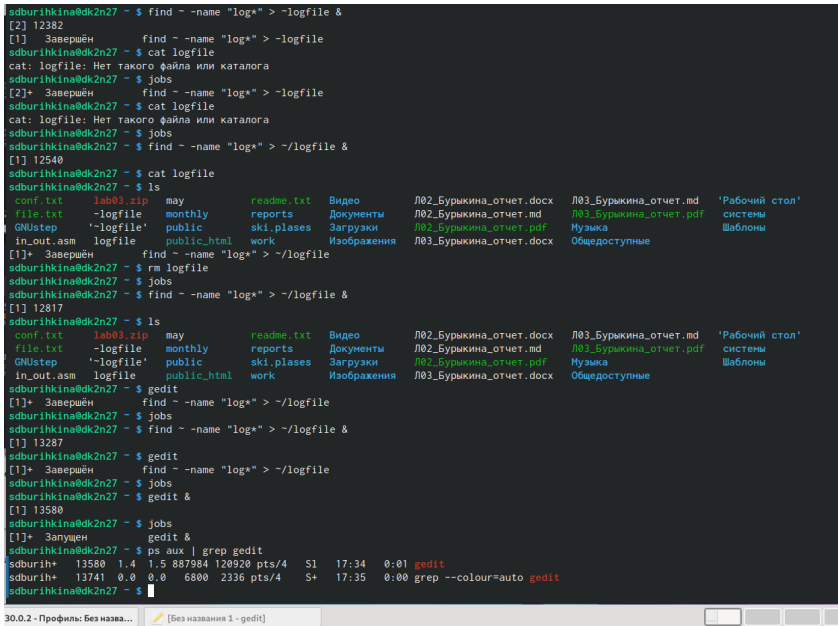 sdburihkina@dk2n27 ~ $ find ~ -name "log*" > ~logfile &
[2] 12382
[1]   Завершён        find ~ -name "log*" > -logfile
sdburihkina@dk2n27 ~ $ cat logfile
cat: logfile: Нет такого файла или каталога
sdburihkina@dk2n27 ~ $ jobs
[2]+  Завершён        find ~ -name "log*" > ~logfile
sdburihkina@dk2n27 ~ $ cat logfile
cat: logfile: Нет такого файла или каталога
sdburihkina@dk2n27 ~ $ jobs
sdburihkina@dk2n27 ~ $ find ~ -name "log*" > ~/logfile &
[1] 12540
sdburihkina@dk2n27 ~ $ cat logfile
sdburihkina@dk2n27 ~ $ ls
conf.txt    lab03.zip   may          readme.txt  Видео        Л02_Бурыкина_отчет.docx  Л03_Бурыкина_отчет.md   'Рабочий стол'
file.txt    -logfile    monthly      reports     Документы    Л02_Бурыкина_отчет.md    Л03_Бурыкина_отчет.pdf   системы
GNUstep    '~logfile'   public       ski.plases  Загрузки     Л02_Бурыкина_отчет.pdf   Музыка                   Шаблоны
in_out.asm  logfile     public_html  work        Изображения  Л03_Бурыкина_отчет.docx  Общедоступные
[1]+  Завершён        find ~ -name "log*" > ~/logfile
sdburihkina@dk2n27 ~ $ rm logfile
sdburihkina@dk2n27 ~ $ jobs
sdburihkina@dk2n27 ~ $ find ~ -name "log*" > ~/logfile &
[1] 12817
sdburihkina@dk2n27 ~ $ ls
conf.txt    lab03.zip   may          readme.txt  Видео        Л02_Бурыкина_отчет.docx  Л03_Бурыкина_отчет.md   'Рабочий стол'
file.txt    -logfile    monthly      reports     Документы    Л02_Бурыкина_отчет.md    Л03_Бурыкина_отчет.pdf   системы
GNUstep    '~logfile'   public       ski.plases  Загрузки     Л02_Бурыкина_отчет.pdf   Музыка                   Шаблоны
in_out.asm  logfile     public_html  work        Изображения  Л03_Бурыкина_отчет.docx  Общедоступные
sdburihkina@dk2n27 ~ $ gedit
[1]+  Завершён        find ~ -name "log*" > ~/logfile
sdburihkina@dk2n27 ~ $ jobs
sdburihkina@dk2n27 ~ $ find ~ -name "log*" > ~/logfile &
[1] 13287
sdburihkina@dk2n27 ~ $ gedit
[1]+  Завершён        find ~ -name "log*" > ~/logfile
sdburihkina@dk2n27 ~ $ jobs
sdburihkina@dk2n27 ~ $ gedit &
[1] 13580
sdburihkina@dk2n27 ~ $ jobs
[1]+  Запущен         gedit &
sdburihkina@dk2n27 ~ $ ps aux | grep gedit
sdburih+   13580  1.4  1.5 887984 120920 pts/4   Sl   17:34   0:01 gedit
sdburih+   13741  0.0  0.0   6800  2336 pts/4    S+   17:35   0:00 grep --colour=auto gedit
sdburihkina@dk2n27 ~ $
30.0.2 - Профиль: Без назва...   [Без названия 1 - gedit]